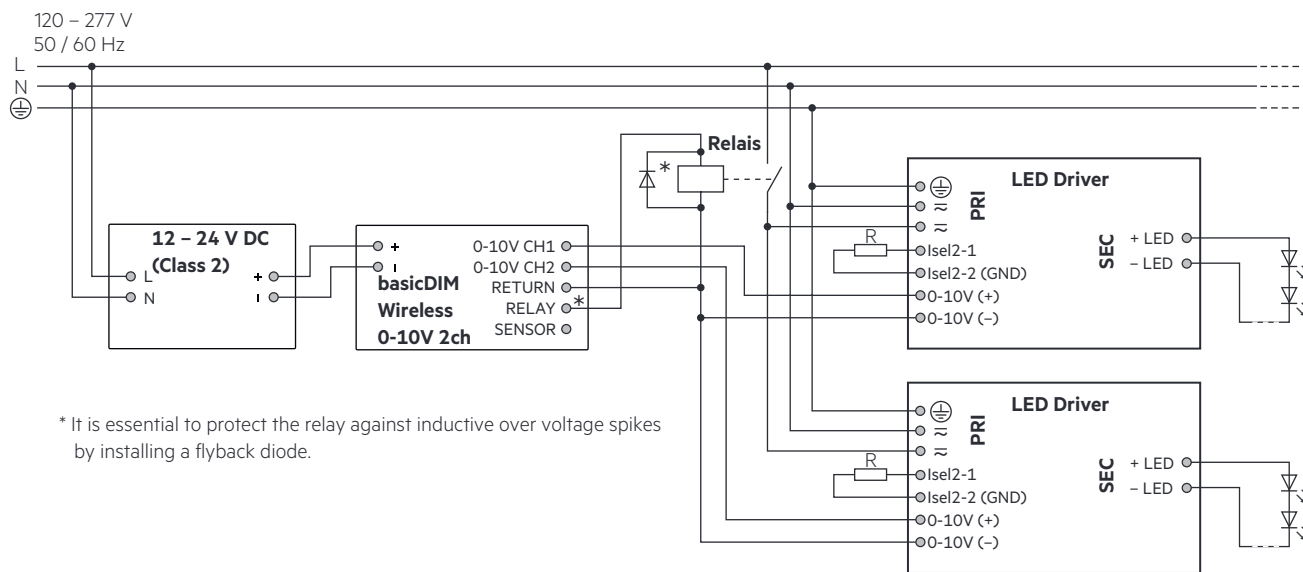 120 – 277 V
50 / 60 Hz
L
N
Relais
*
12 – 24 V DC
(Class 2)
L
N
+
–
+
–
basicDIM
Wireless
0-10V 2ch
0-10V CH1
0-10V CH2
RETURN
RELAY
*
SENSOR
LED Driver
PRI
R
Isel2-1
Isel2-2 (GND)
0-10V (+)
0-10V (–)
SEC
+ LED
– LED
* It is essential to protect the relay against inductive over voltage spikes
by installing a flyback diode.
LED Driver
PRI
R
Isel2-1
Isel2-2 (GND)
0-10V (+)
0-10V (–)
SEC
+ LED
– LED